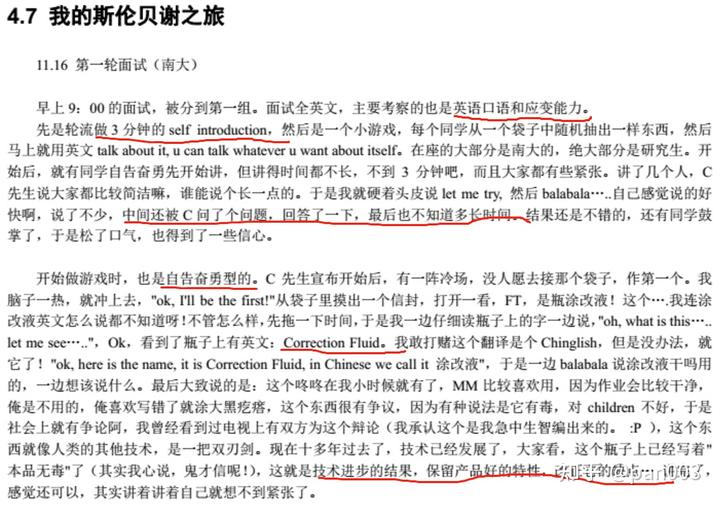 4.7 我的斯伦贝谢之旅
11.16 第一轮面试（南大）
早上 9：00 的面试，被分到第一组。面试全英文，主要考察的也是英语口语和应变能力。
先是轮流做 3 分钟的 self introduction，然后是一个小游戏，每个同学从一个袋子中随机抽出一样东西，然后
马上就用英文 talk about it, u can talk whatever u want about itself。在座的大部分是南大的，绝大部分是研究生。开
始后，就有同学自告奋勇先开始讲，但讲得时间都不长，不到 3 分钟吧，而且大家都有些紧张。讲了几个人，C
先生说大家都比较简洁嘛，谁能说个长一点的。于是我就硬着头皮说 let me try, 然后 balabala…..自己感觉说的好
快啊，说了不少，中间还被 C 问了个问题，回答了一下，最后也不知道多长时间。结果还是不错的，还有同学鼓
掌了，于是松了口气，也得到了一些信心。
开始做游戏时，也是自告奋勇型的。C 先生宣布开始后，有一阵冷场，没人愿去接那个袋子，作第一个。我
脑子一热，就冲上去，"ok, I'll be the first!"从袋子里摸出一个信封，打开一看，FT，是瓶涂改液！这个….我连涂
改液英文怎么说都不知道呀！不管怎么样，先拖一下时间，于是我一边仔细读瓶子上的字一边说，"oh, what is this…..
let me see…..", Ok，看到了瓶子上有英文：Correction Fluid。我敢打赌这个翻译是个 Chinglish，但是没办法，就
它了！"ok, here is the name, it is Correction Fluid, in Chinese we call it 涂改液"，于是一边 balabala 说涂改液干吗用
的，一边想该说什么。最后大致说的是：这个咚咚在我小时候就有了，MM 比较喜欢用，因为作业会比较干净，
俺是不用的，俺喜欢写错了就涂大黑疙瘩，这个东西很有争议，因为有种说法是它有毒，对 children 不好，于是
社会上就有争论阿，我曾经看到过电视上有双方为这个辩论（我承认这个是我急中生智编出来的。 :P ），这个东
西就像人类的其他技术，是一把双刃剑。现在十多年过去了，技术已经发展了，大家看，这个瓶子上已经写着"
本品无毒"了（其实我心说，鬼才信呢！），这就是技术进步的结果，保留产品好的特性，
感觉还可以，其实讲着讲着自己就想不到紧张了。
知乎